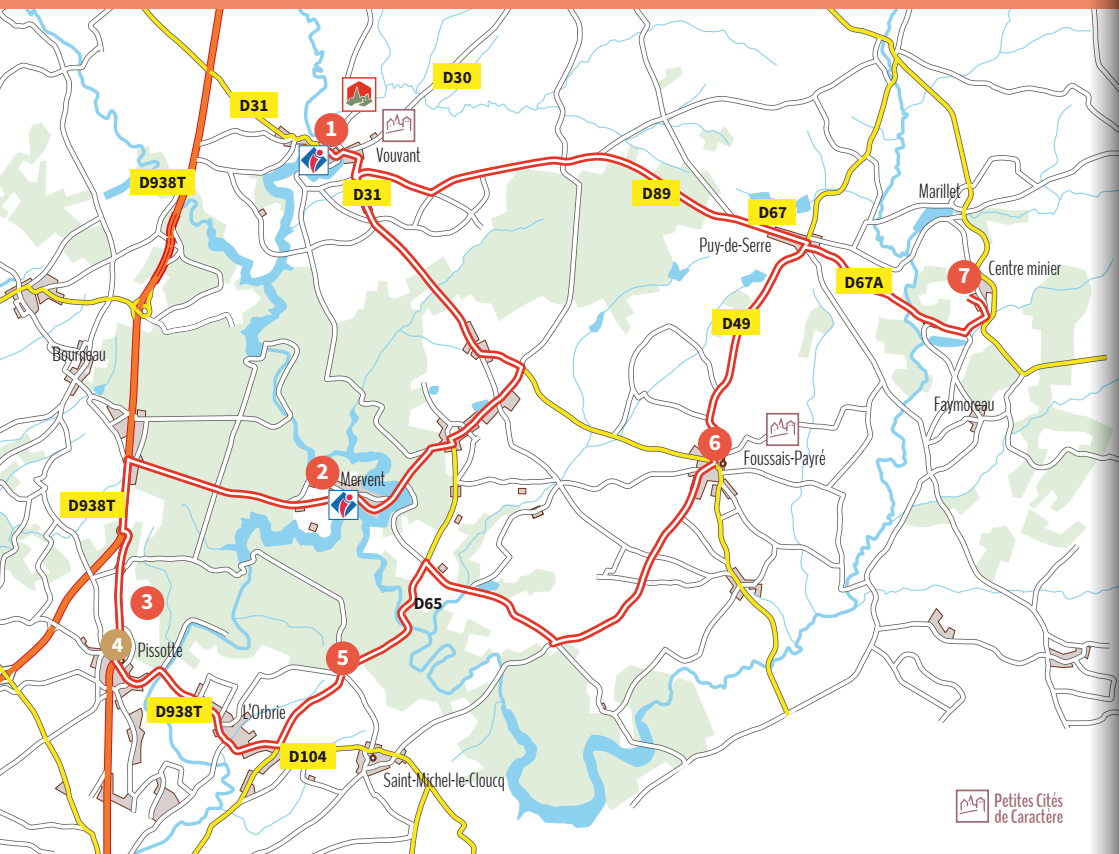 D30
D31
1
Vouvant
D938T
D31
D89
D67
Marillet
Puy-de-Serre
7
Centre minier
D67A
D49
Bourneau
Faymoreau
6
Foussais-Payré
2
Mervent
D938T
3
D65
4
Pissotte
5
D938T
L'Orbrie
D104
Saint-Michel-le-Cloucq
Petites Cités
de Caractère